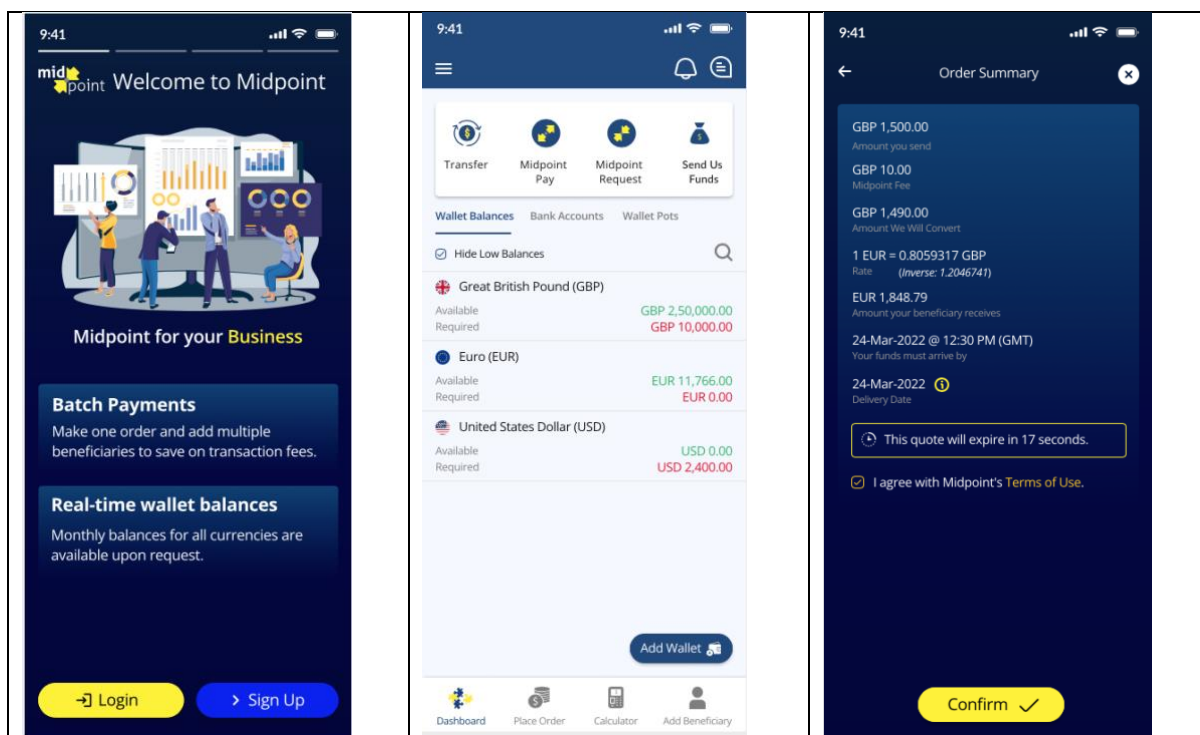 9:41
midpoint Welcome to Midpoint
Midpoint for your Business
Batch Payments
Make one order and add multiple
beneficiaries to save on transaction fees.
Real-time wallet balances
Monthly balances for all currencies are
available upon request.
Login
Sign Up
9:41
Transfer
Midpoint
Pay
Midpoint
Request
Send Us
Funds
Wallet Balances Bank Accounts Wallet Pots
Hide Low Balances
Great British Pound (GBP)
Available GBP 2,50,000.00
Required GBP 10,000.00
Euro (EUR)
Available EUR 11,766.00
Required EUR 0.00
United States Dollar (USD)
Available USD 0.00
Required USD 2,400.00
Add Wallet
Dashboard Place Order Calculator Add Beneficiary
9:41
Order Summary
GBP 1,500.00
Amount you send
GBP 10.00
Midpoint Fee
GBP 1,490.00
Amount We Will Convert
1 EUR = 0.8059317 GBP
Rate (Inverse: 1.2046741)
EUR 1,848.79
Amount your beneficiary receives
24-Mar-2022 @ 12:30 PM (GMT)
Your funds must arrive by
24-Mar-2022
Delivery Date
This quote will expire in 17 seconds.
I agree with Midpoint's Terms of Use.
Confirm